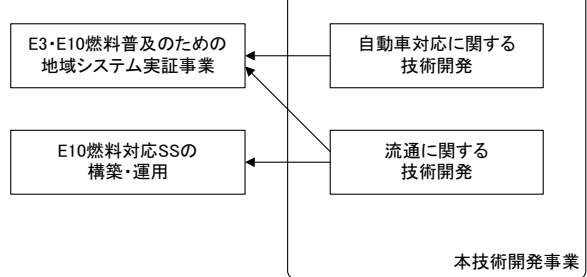 E3・E10燃料普及のための
地域システム実証事業
自動車対応に関する
技術開発
E10燃料対応SSの
構築・運用
流通に関する
技術開発
本技術開発事業